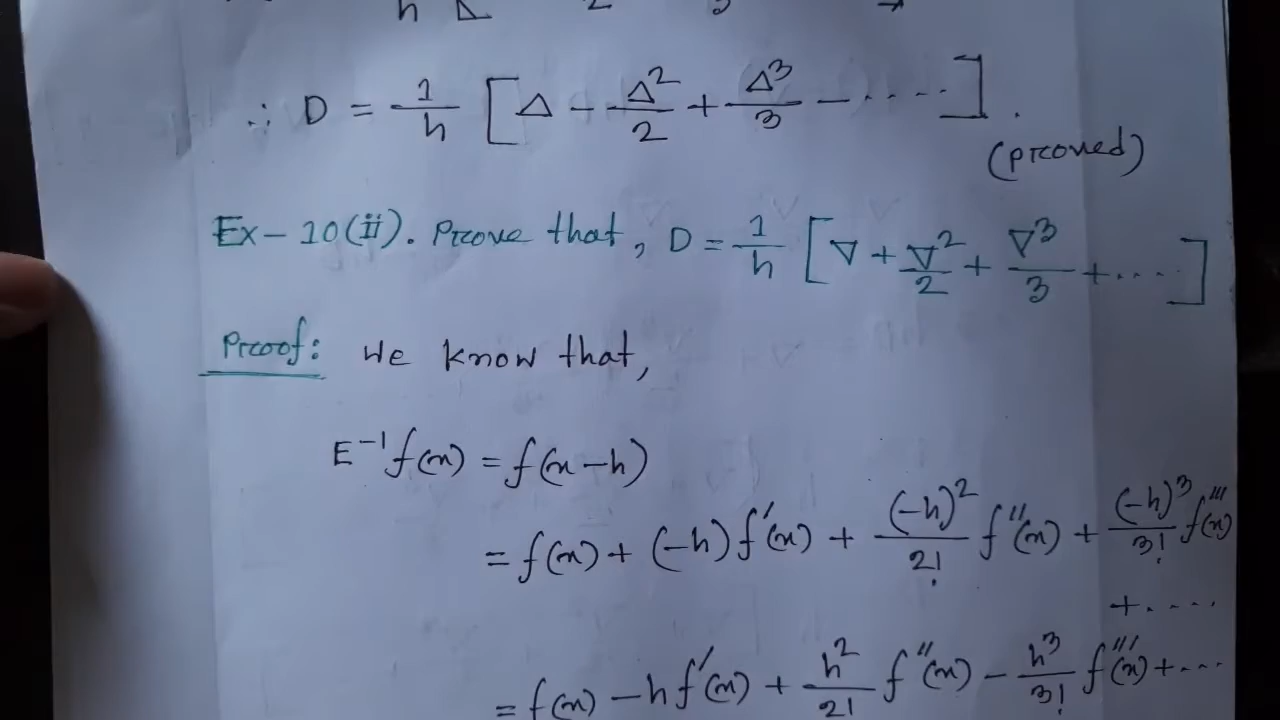 ∴ D = 1/h [Δ - Δ²/2 + Δ³/3 - ....].
(proved)
Ex-10(ii). Prove that, D = 1/h [∇ + ∇²/2 + ∇³/3 + ....]
Proof: We know that,
E⁻¹f(x) = f(x-h)
= f(x) + (-h) f′(x) + (-h)²/2! f″(x) + (-h)³/3! f‴(x)
+ ....
= f(x) - hf′(x) + h²/2! f″(x) - h³/3! f‴(x) + ...